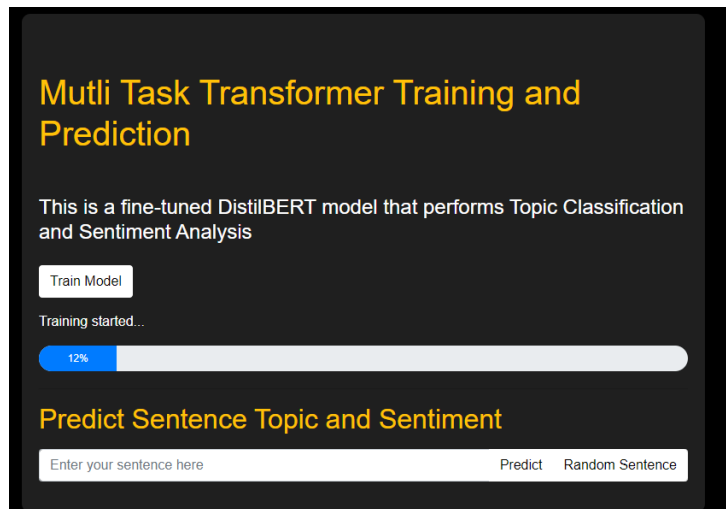 Mutli Task Transformer Training and
Prediction
This is a fine-tuned DistilBERT model that performs Topic Classification
and Sentiment Analysis
Train Model
Training started...
12%
Predict Sentence Topic and Sentiment
Enter your sentence here Predict Random Sentence